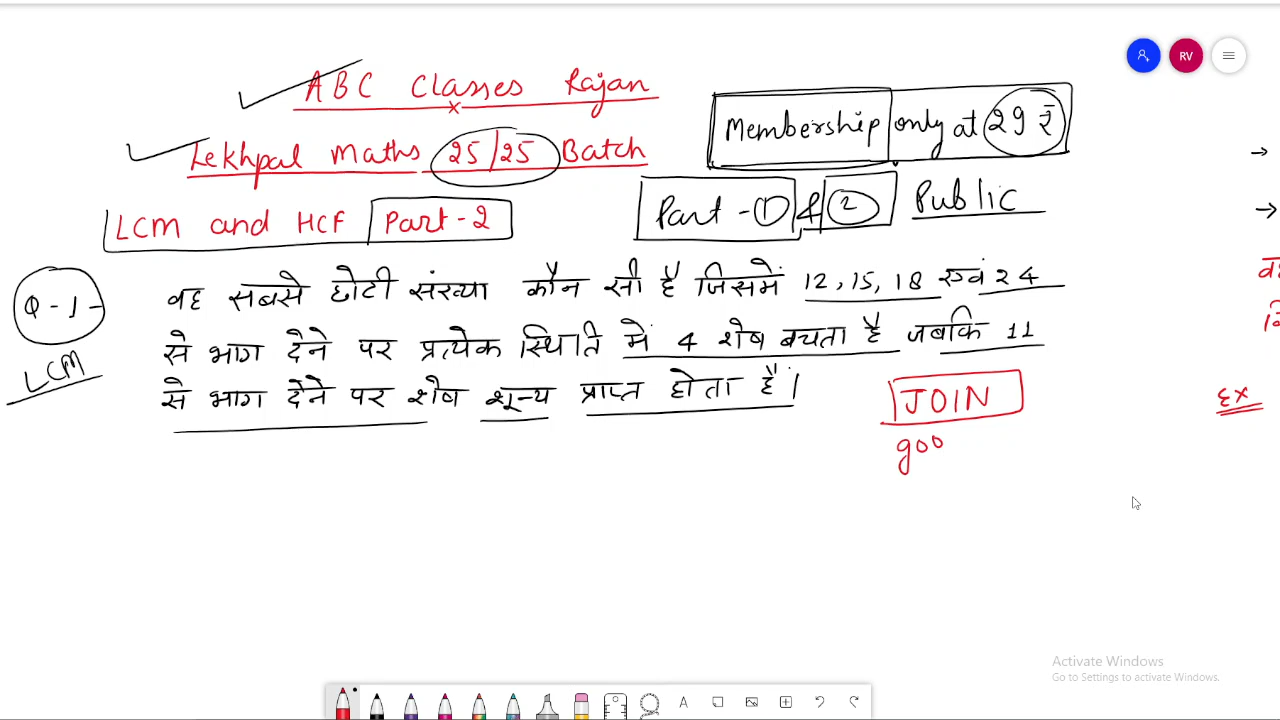 RV
ABC Classes Rajan
Lekhpal Maths 25/25 Batch
Membership only at 29 ₹
LCM and HCF Part-2
Part-① & ② Public
Q-1-
LCM
वह सबसे छोटी संख्या कौन सी है जिसमें 12, 15, 18 एवं 24
से भाग देने पर प्रत्येक स्थिति में 4 शेष बचता है जबकि 11
से भाग देने पर शेष शून्य प्राप्त होता है।
JOIN
goo
Ex
Activate Windows
Go to Settings to activate Windows.
A